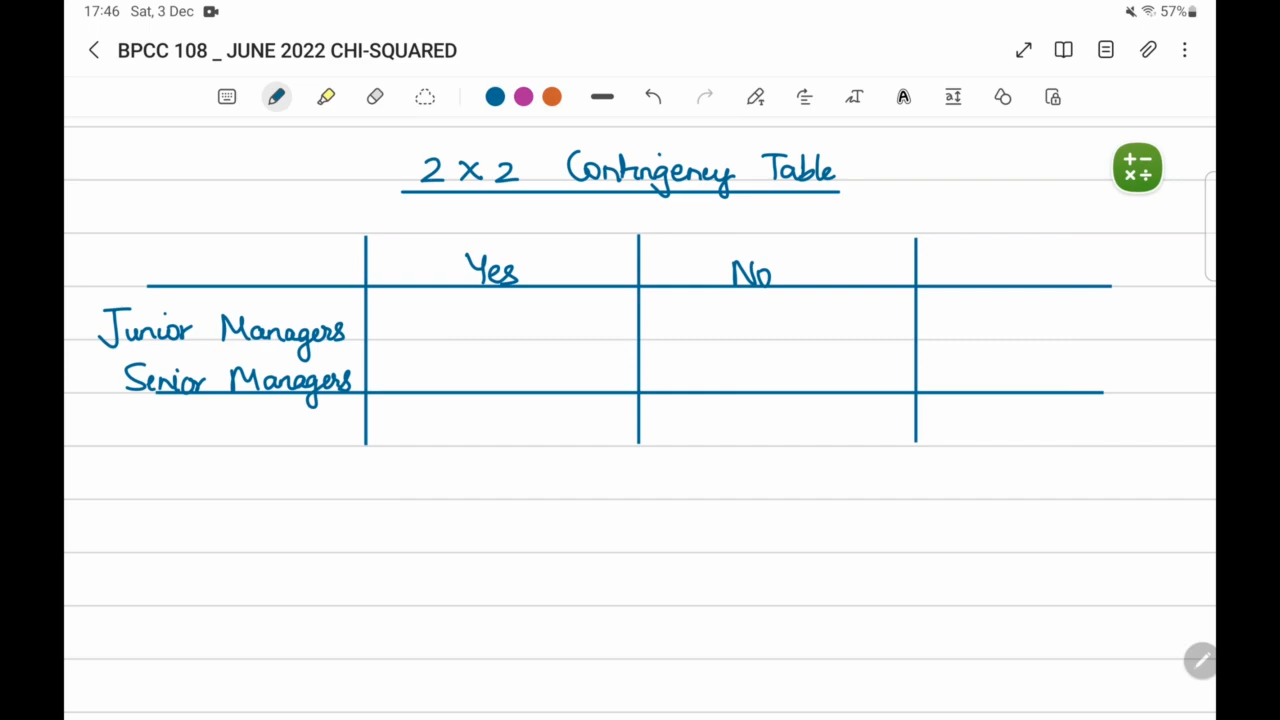 17:46 Sat, 3 Dec 57%
BPCC 108 _ JUNE 2022 CHI-SQUARED
2 x 2 Contingency Table
Yes No
Junior Managers
Senior Managers